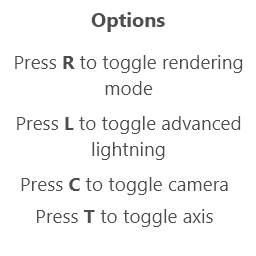 Options
Press R to toggle rendering
mode
Press L to toggle advanced
lightning
Press C to toggle camera
Press T to toggle axis